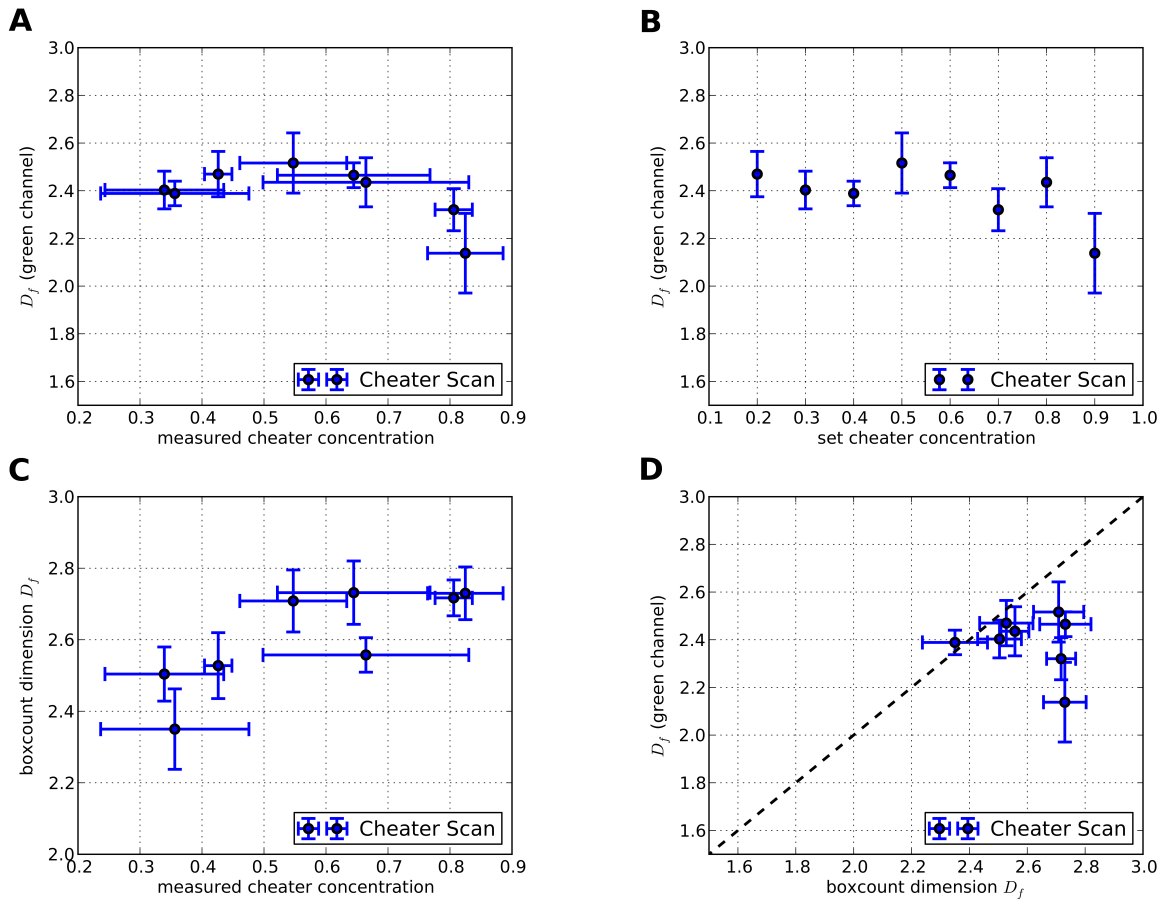 A
3.0
2.8
2.6
2.4
2.2
2.0
1.8
1.6
D_f (green channel)
0.2 0.3 0.4 0.5 0.6 0.7 0.8 0.9
measured cheater concentration
Cheater Scan
B
3.0
2.8
2.6
2.4
2.2
2.0
1.8
1.6
D_f (green channel)
0.1 0.2 0.3 0.4 0.5 0.6 0.7 0.8 0.9 1.0
set cheater concentration
Cheater Scan
C
3.0
2.8
2.6
2.4
2.2
2.0
boxcount dimension D_f
0.2 0.3 0.4 0.5 0.6 0.7 0.8 0.9
measured cheater concentration
Cheater Scan
D
3.0
2.8
2.6
2.4
2.2
2.0
1.8
1.6
D_f (green channel)
1.6 1.8 2.0 2.2 2.4 2.6 2.8 3.0
boxcount dimension D_f
Cheater Scan